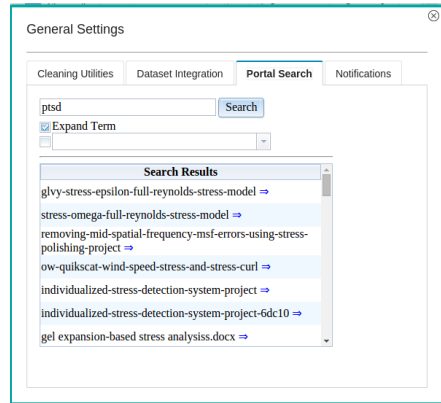 General Settings
Cleaning Utilities Dataset Integration Portal Search Notifications
ptsd Search
Expand Term
Search Results
glvy-stress-epsilon-full-reynolds-stress-model ⇒
stress-omega-full-reynolds-stress-model ⇒
removing-mid-spatial-frequency-msf-errors-using-stress-
polishing-project ⇒
ow-quikscat-wind-speed-stress-and-stress-curl ⇒
individualized-stress-detection-system-project ⇒
individualized-stress-detection-system-project-6dc10 ⇒
gel expansion-based stress analysiss.docx ⇒